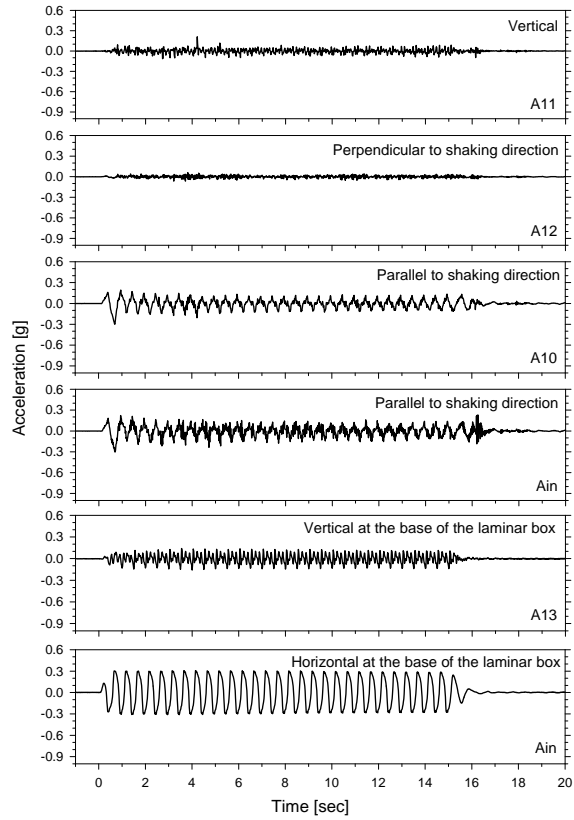 0.6
0.3
0.0
-0.3
-0.6
-0.9
Vertical
A11
0.6
0.3
0.0
-0.3
-0.6
-0.9
Perpendicular to shaking direction
A12
0.6
0.3
0.0
-0.3
-0.6
-0.9
Parallel to shaking direction
A10
Acceleration [g]
0.6
0.3
0.0
-0.3
-0.6
-0.9
Parallel to shaking direction
Ain
0.6
0.3
0.0
-0.3
-0.6
-0.9
Vertical at the base of the laminar box
A13
0.6
0.3
0.0
-0.3
-0.6
-0.9
Horizontal at the base of the laminar box
Ain
0 2 4 6 8 10 12 14 16 18 20
Time [sec]